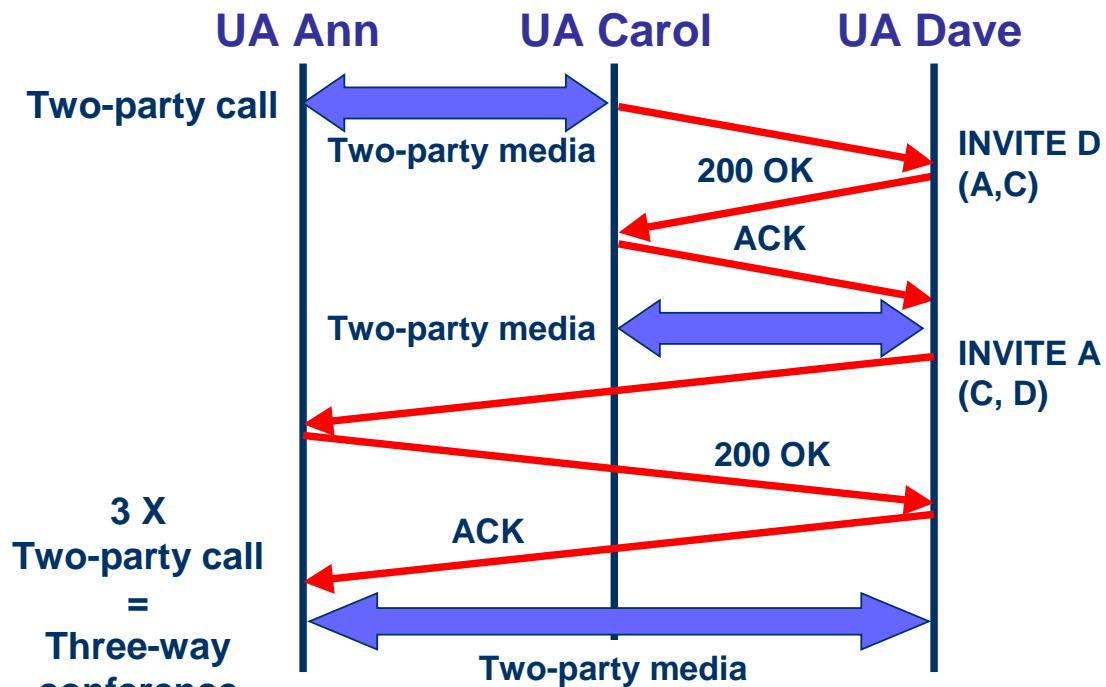 UA Ann UA Carol UA Dave
Two-party call
Two-party media
INVITE D
(A,C)
200 OK
ACK
Two-party media
INVITE A
(C, D)
200 OK
3 X
Two-party call
=
Three-way
conference
ACK
Two-party media